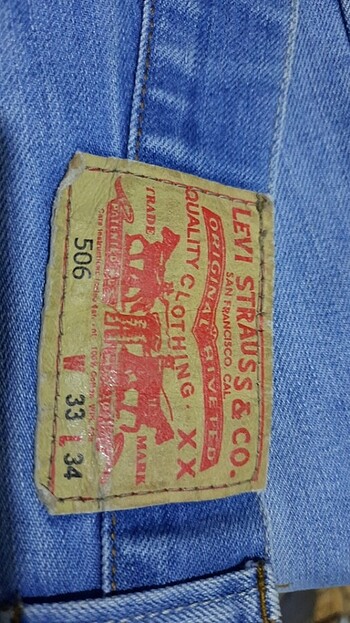 LEVI STRAUSS & CO.
SAN FRANCISCO, CAL
ORIGINAL RIVETED
QUALITY CLOTHING
XX
TRADE MARK
506 W 33 L 34